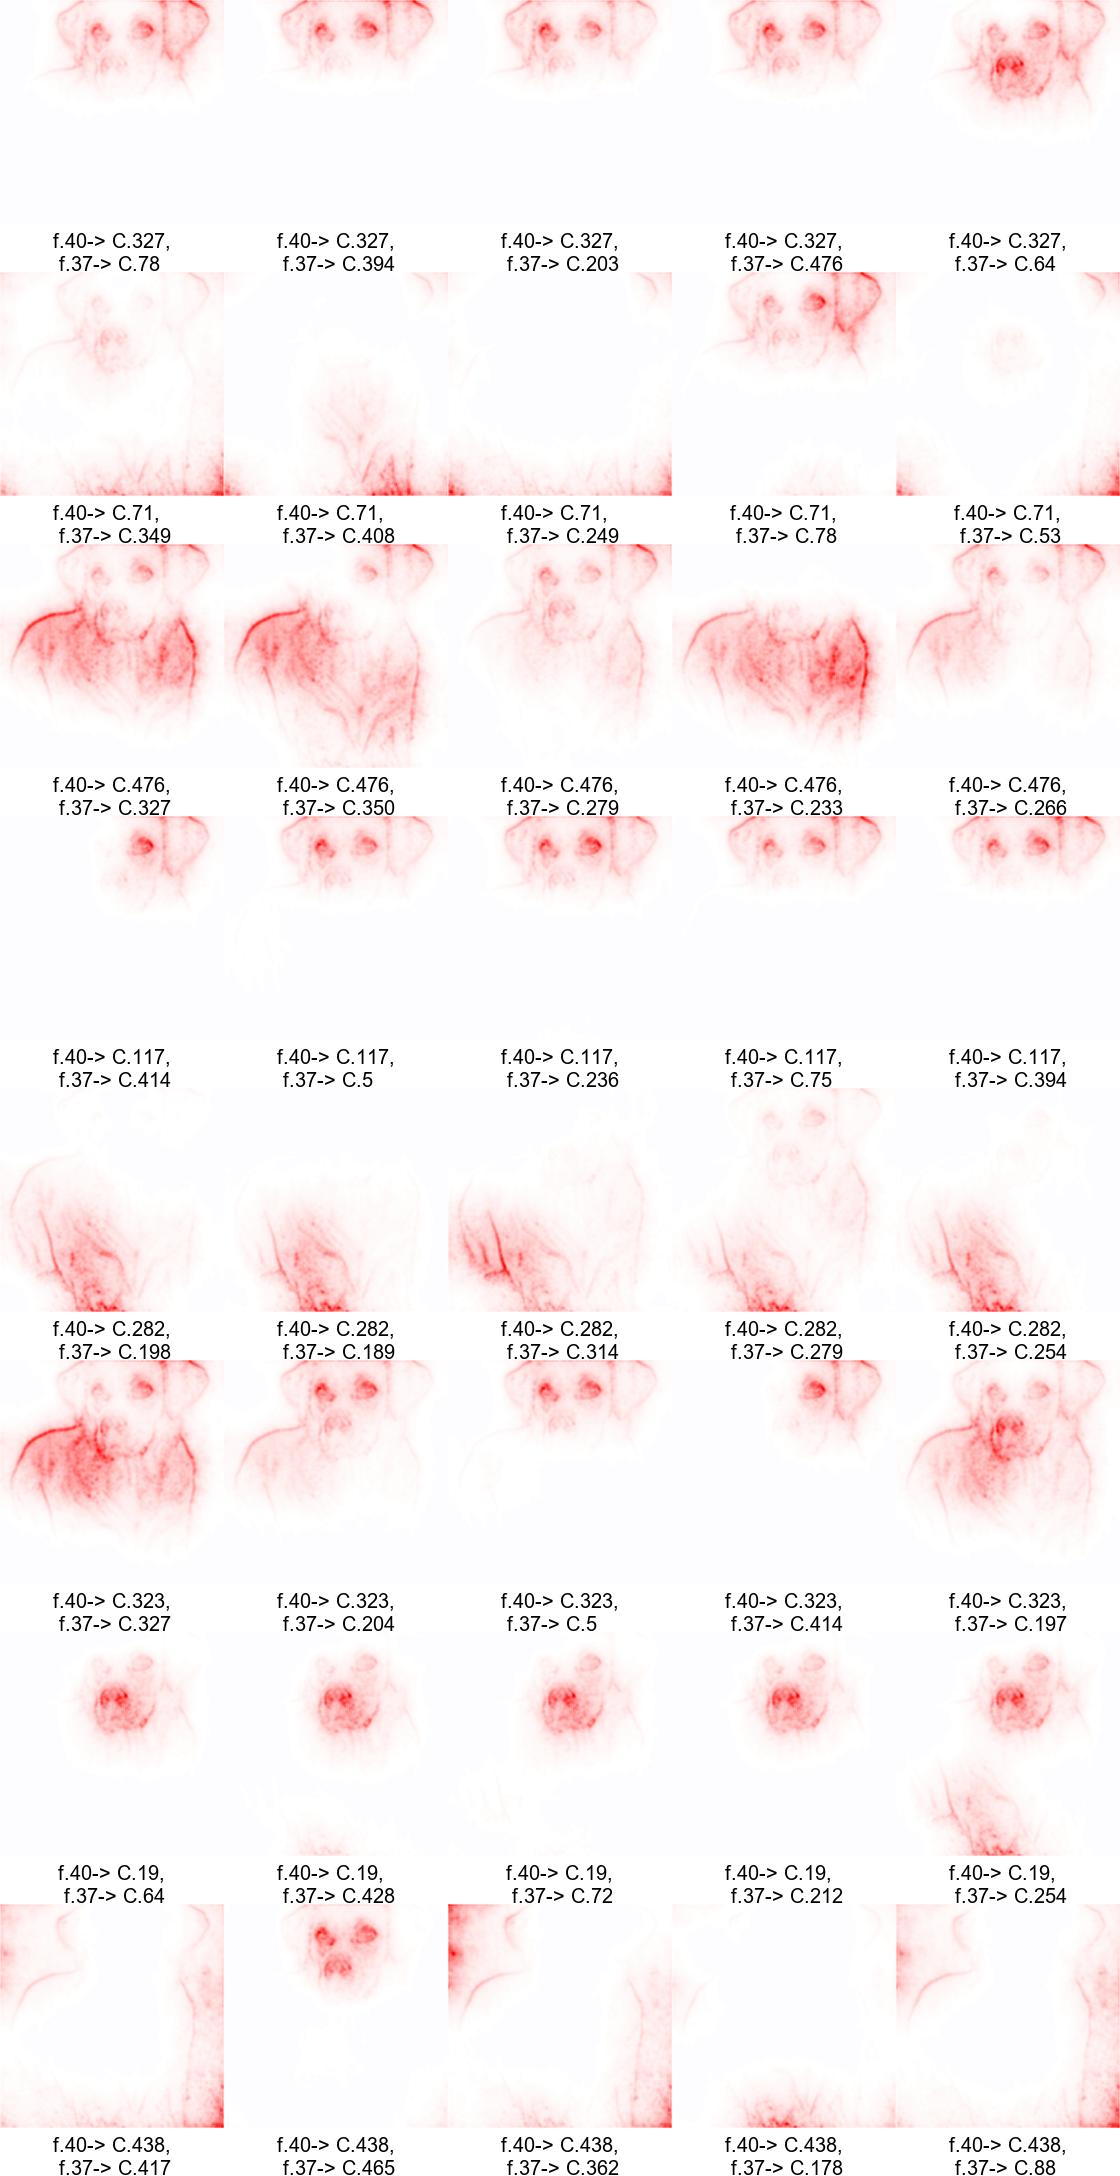 f.40-> C.327, f.40-> C.327, f.40-> C.327, f.40-> C.327, f.40-> C.327,
f.37-> C.78 f.37-> C.394 f.37-> C.203 f.37-> C.476 f.37-> C.64
f.40-> C.71, f.40-> C.71, f.40-> C.71, f.40-> C.71, f.40-> C.71,
f.37-> C.349 f.37-> C.408 f.37-> C.249 f.37-> C.78 f.37-> C.53
f.40-> C.476, f.40-> C.476, f.40-> C.476, f.40-> C.476, f.40-> C.476,
f.37-> C.327 f.37-> C.350 f.37-> C.279 f.37-> C.233 f.37-> C.266
f.40-> C.117, f.40-> C.117, f.40-> C.117, f.40-> C.117, f.40-> C.117,
f.37-> C.414 f.37-> C.5 f.37-> C.236 f.37-> C.75 f.37-> C.394
f.40-> C.282, f.40-> C.282, f.40-> C.282, f.40-> C.282, f.40-> C.282,
f.37-> C.198 f.37-> C.189 f.37-> C.314 f.37-> C.279 f.37-> C.254
f.40-> C.323, f.40-> C.323, f.40-> C.323, f.40-> C.323, f.40-> C.323,
f.37-> C.327 f.37-> C.204 f.37-> C.5 f.37-> C.414 f.37-> C.197
f.40-> C.19, f.40-> C.19, f.40-> C.19, f.40-> C.19, f.40-> C.19,
f.37-> C.64 f.37-> C.428 f.37-> C.72 f.37-> C.212 f.37-> C.254
f.40-> C.438, f.40-> C.438, f.40-> C.438, f.40-> C.438, f.40-> C.438,
f.37-> C.417 f.37-> C.465 f.37-> C.362 f.37-> C.178 f.37-> C.88